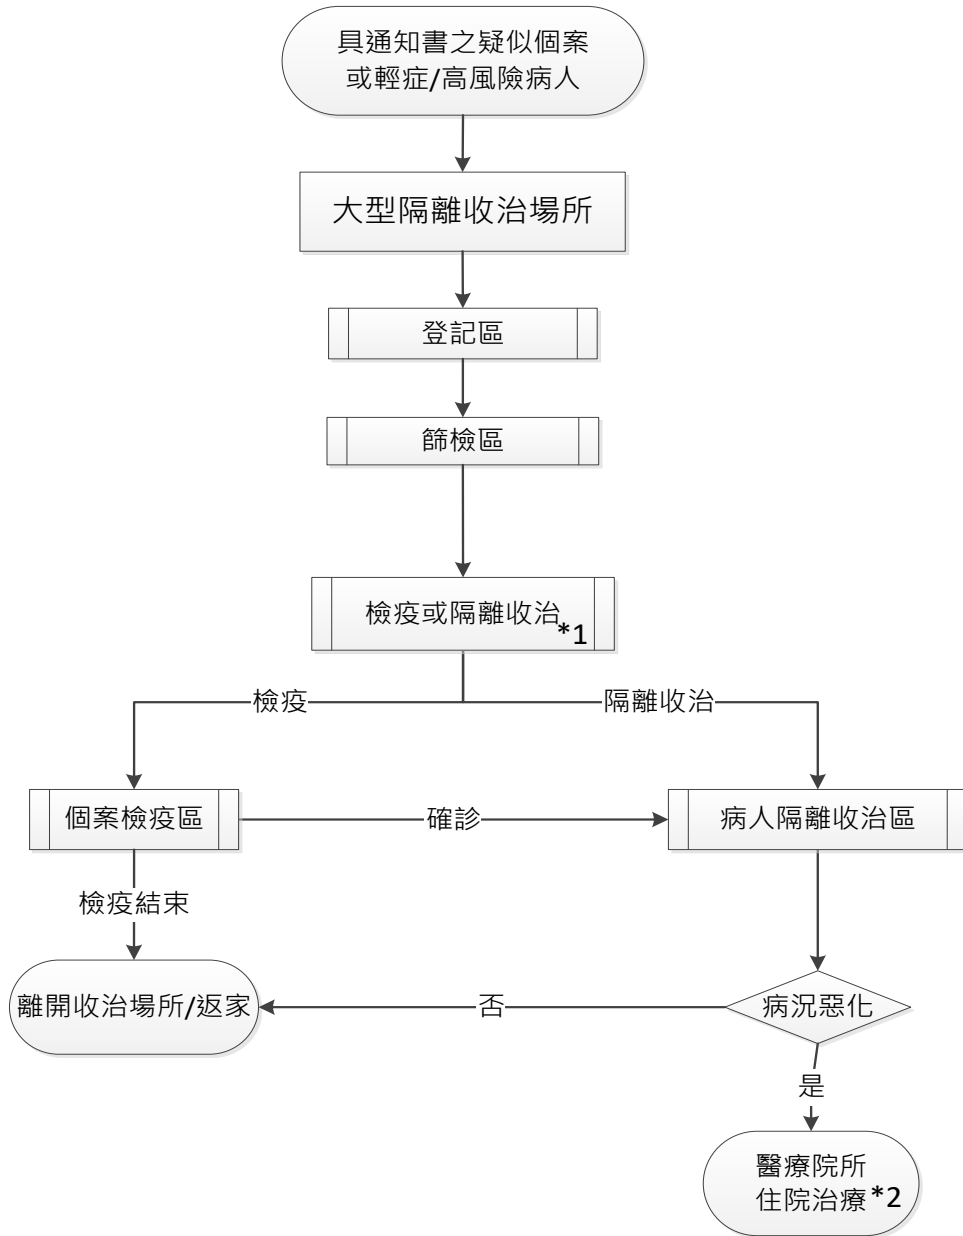 具通知書之疑似個案
或輕症/高風險病人
大型隔離收治場所
登記區
篩檢區
檢疫或隔離收治*1
檢疫
隔離收治
個案檢疫區
確診
病人隔離收治區
檢疫結束
離開收治場所/返家
否
病況惡化
是
醫療院所
住院治療*2